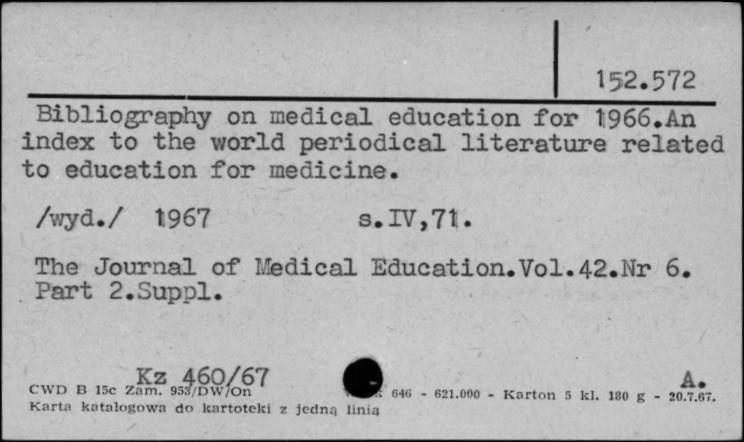 152.572
Bibliography on medical education for 1966.An
index to the world periodical literature related
to education for medicine.
/wyd./ 1967 s.IV,71.
The Journal of Medical Education.Vol.42.Nr 6.
Part 2.Suppl.
Kz 460/67 A.
CWD B 15c Zam. 953/DW/On 646 - 621.000 - Karton 5 kl. 180 g - 20.7.67.
Karta katalogowa do kartoteki z jedną linią